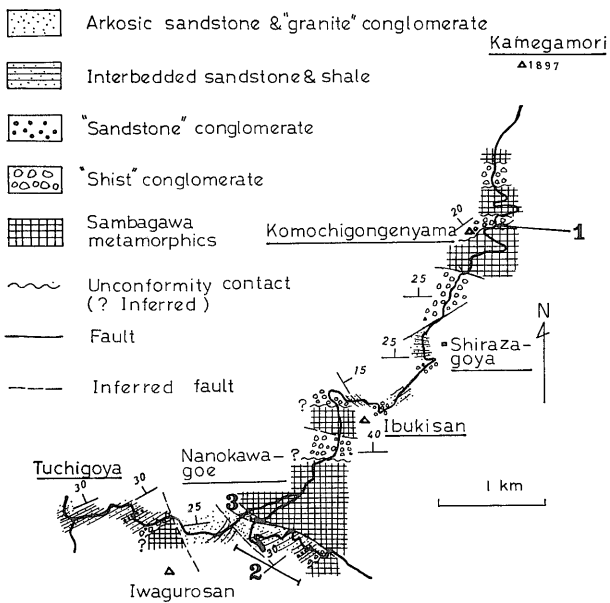 Arkosic sandstone & "granite" conglomerate
Kamegamori
1897
Interbedded sandstone & shale
"Sandstone" conglomerate
"Shist" conglomerate
Sambagawa
metamorphics
20
Komochigongenyama
1
Unconformity contact
(? Inferred)
25
Fault
N
25
Shiraza-
goya
Inferred fault
15
?
Ibukisan
40
Nanokawa-
goe
?
Tuchigoya
30
30
1 km
3
25
?
30
2
Iwagurosan